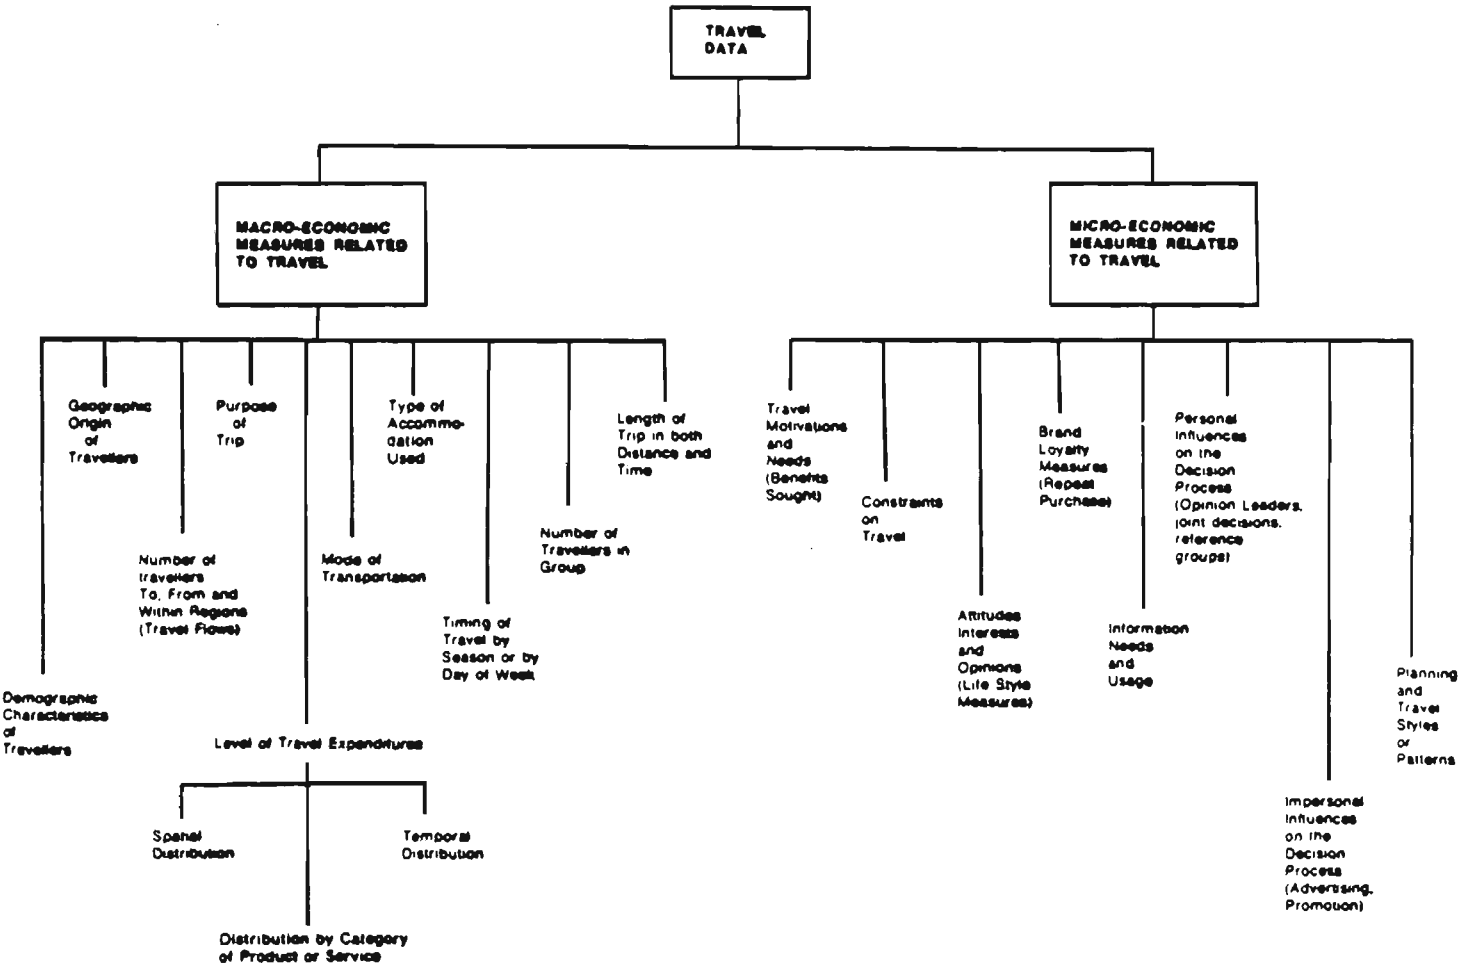 TRAVEL
DATA
MACRO-ECONOMIC
MEASURES RELATED
TO TRAVEL
MICRO-ECONOMIC
MEASURES RELATED
TO TRAVEL
Geographic
Origin
of
Travellers
Purpose
of
Trip
Type of
Accommo-
dation
Used
Length of
Trip in both
Distance and
Time
Number of
travellers
To, From and
Within Regions
(Travel Flows)
Mode of
Transportation
Number of
Travellers in
Group
Timing of
Travel by
Season or by
Day of Week
Demographic
Characteristics
of
Travellers
Level of Travel Expenditures
Spatial
Distribution
Temporal
Distribution
Distribution by Category
of Product or Service
Travel
Motivations
and
Needs
(Benefits
Sought)
Constraints
on
Travel
Brand
Loyalty
Measures
(Repeat
Purchase)
Personal
Influences
on the
Decision
Process
(Opinion Leaders,
joint decisions,
reference
groups)
Attitudes
Interests
and
Opinions
(Life Style
Measures)
Information
Needs
and
Usage
Planning
and
Travel
Styles
or
Patterns
Impersonal
Influences
on the
Decision
Process
(Advertising,
Promotion)